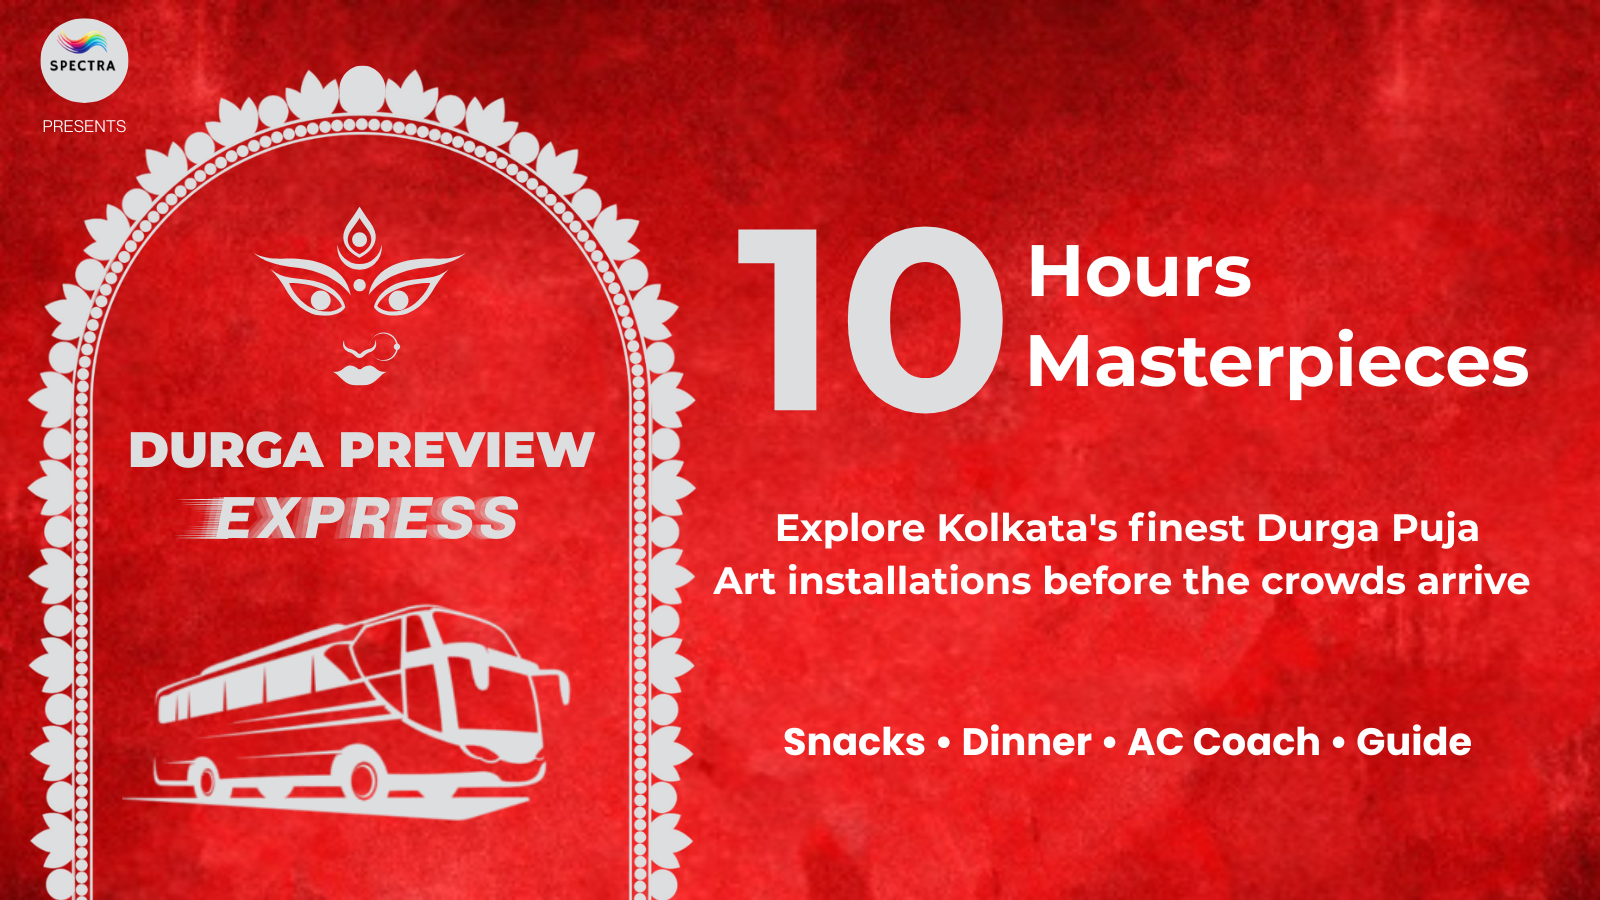 SPECTRA
PRESENTS
DURGA PREVIEW
EXPRESS
10
Hours
Masterpieces
Explore Kolkata's finest Durga Puja
Art installations before the crowds arrive
Snacks • Dinner • AC Coach • Guide